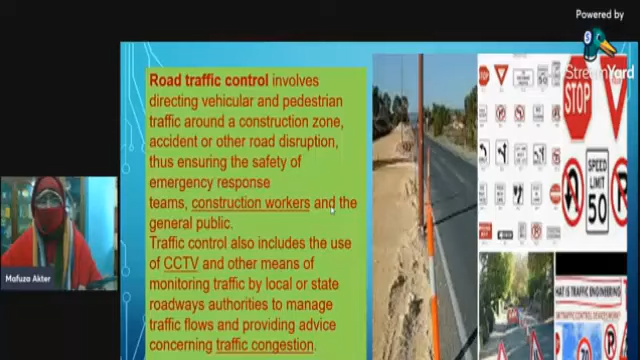 Powered by
StreamYard
Road traffic control involves
directing vehicular and pedestrian
traffic around a construction zone,
accident or other road disruption,
thus ensuring the safety of
emergency response
teams, construction workers and the
general public.
Traffic control also includes the use
of CCTV and other means of
monitoring traffic by local or state
roadways authorities to manage
traffic flows and providing advice
concerning traffic congestion.
Mafuza Akter
STOP
STOP
SPEED
LIMIT
50
HAT IS TRAFFIC ENGINEERING